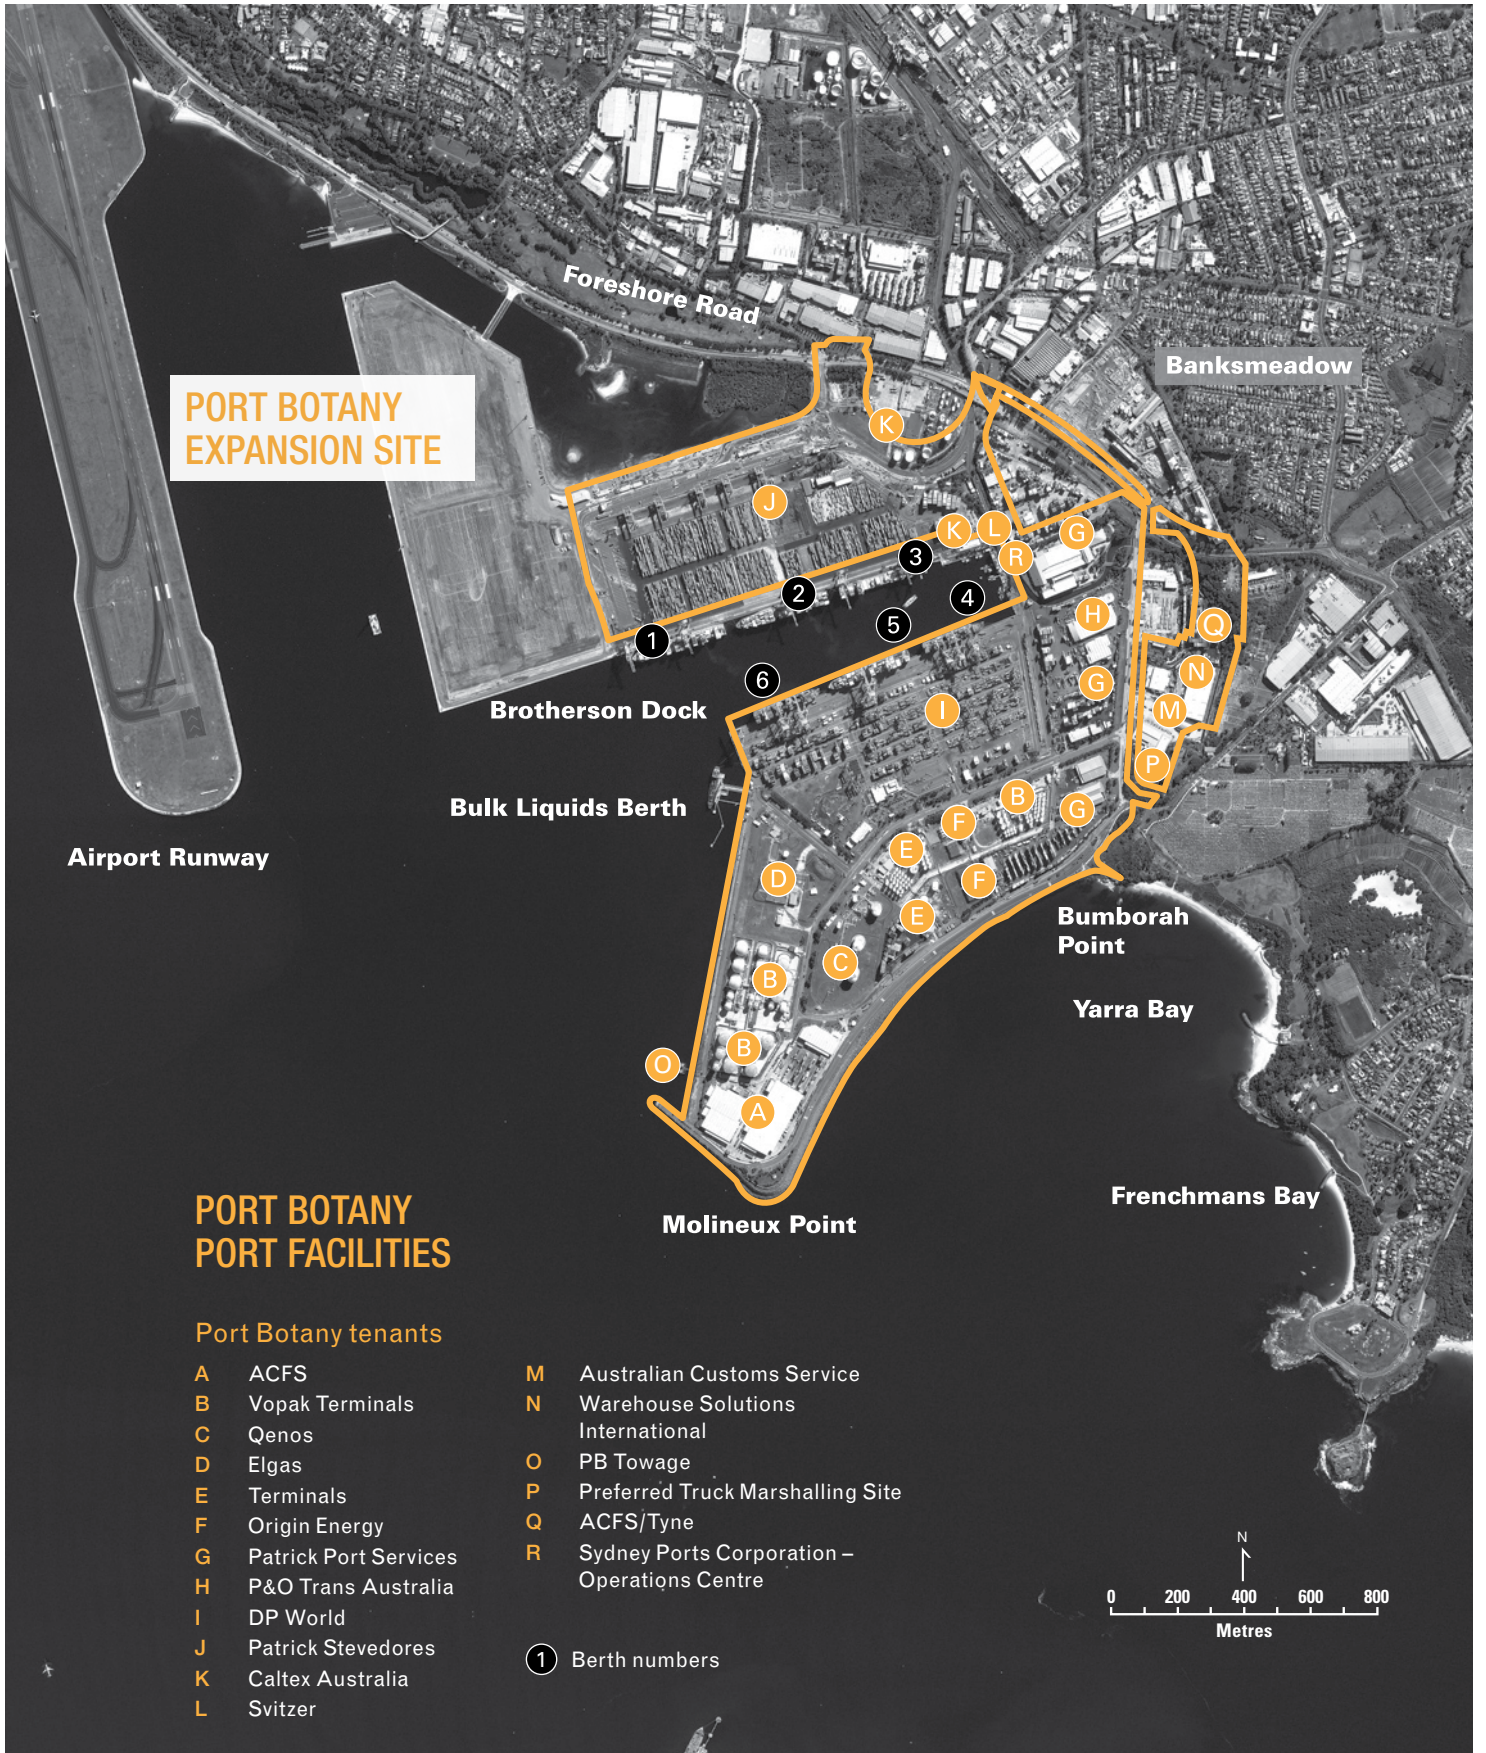 Foreshore Road
Banksmeadow
PORT BOTANY
EXPANSION SITE
K
J
K
L
G
R
3
2
4
5
1
H
Q
6
N
G
Brotherson Dock
I
M
P
Bulk Liquids Berth
B
G
F
E
Airport Runway
D
F
E
Bumborah
Point
C
B
Yarra Bay
B
O
A
Frenchmans Bay
Molineux Point
PORT BOTANY
PORT FACILITIES
Port Botany tenants
A ACFS
B Vopak Terminals
C Qenos
D Elgas
E Terminals
F Origin Energy
G Patrick Port Services
H P&O Trans Australia
I DP World
J Patrick Stevedores
K Caltex Australia
L Svitzer
M Australian Customs Service
N Warehouse Solutions
International
O PB Towage
P Preferred Truck Marshalling Site
Q ACFS/Tyne
R Sydney Ports Corporation –
Operations Centre
1 Berth numbers
N
0 200 400 600 800
Metres